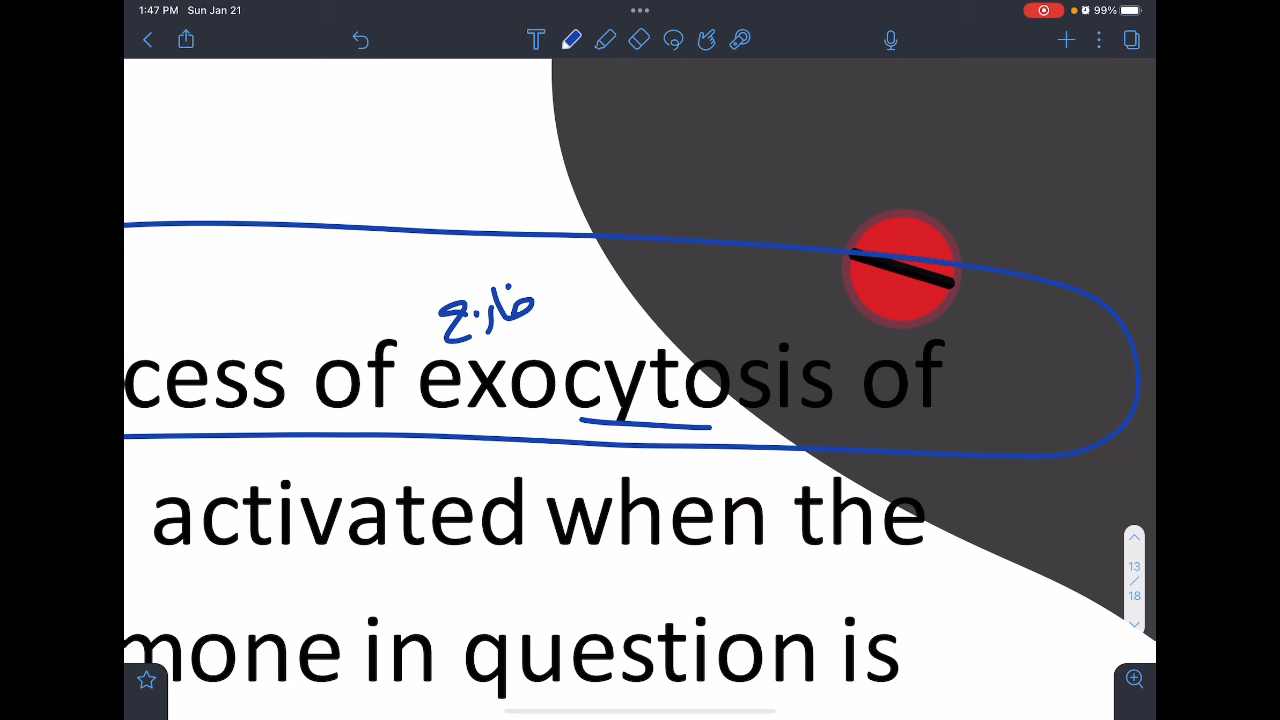 1:47 PM Sun Jan 21
99%
T
خارج
cess of exocytosis of
activated when the
mone in question is
13
/
18